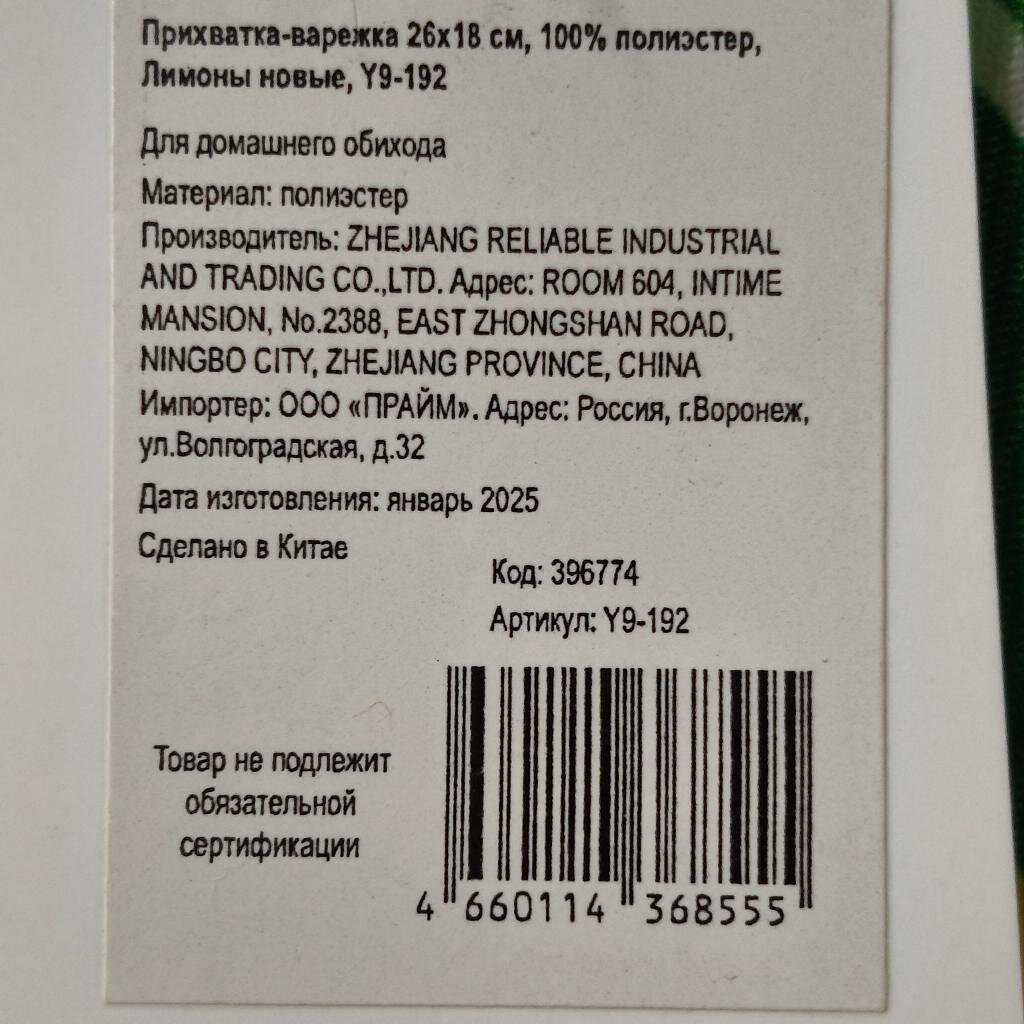 Прихватка-варежка 26х18 см, 100% полиэстер,
Лимоны новые, Y9-192
Для домашнего обихода
Материал: полиэстер
Производитель: ZHEJIANG RELIABLE INDUSTRIAL
AND TRADING CO.,LTD. Адрес: ROOM 604, INTIME
MANSION, No.2388, EAST ZHONGSHAN ROAD,
NINGBO CITY, ZHEJIANG PROVINCE, CHINA
Импортер: ООО «ПРАЙМ». Адрес: Россия, г.Воронеж,
ул.Волгоградская, д.32
Дата изготовления: январь 2025
Сделано в Китае
Код: 396774
Артикул: Y9-192
Товар не подлежит
обязательной
сертификации
4 660114 368555